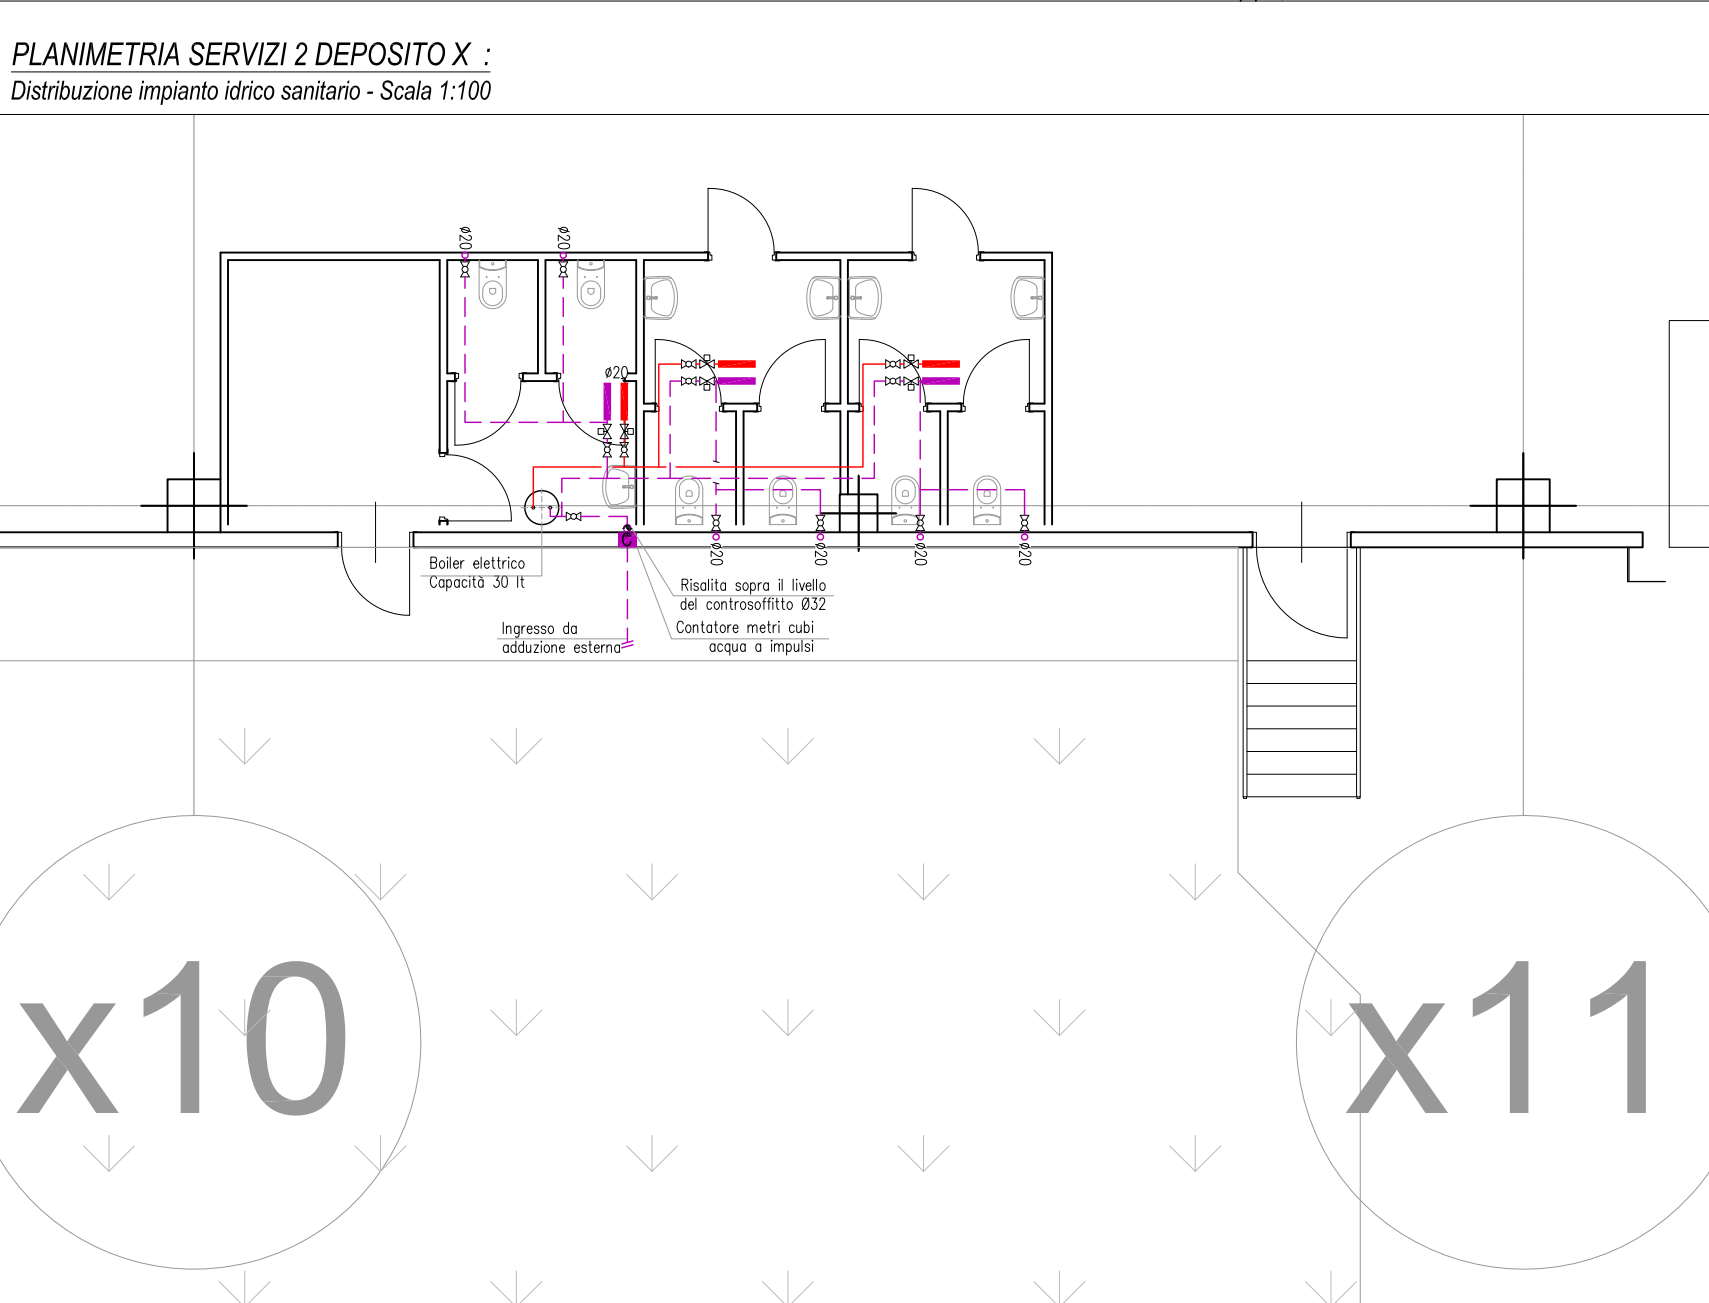 PLANIMETRIA SERVIZI 2 DEPOSITO X :
Distribuzione impianto idrico sanitario - Scala 1:100
ø20
ø20
ø20
Boiler elettrico
Capacità 30 lt
ø20
ø20
ø20
ø20
Risalita sopra il livello
del controsoffitto Ø32
Ingresso da
adduzione esterna
Contatore metri cubi
acqua a impulsi
C
x10
x11